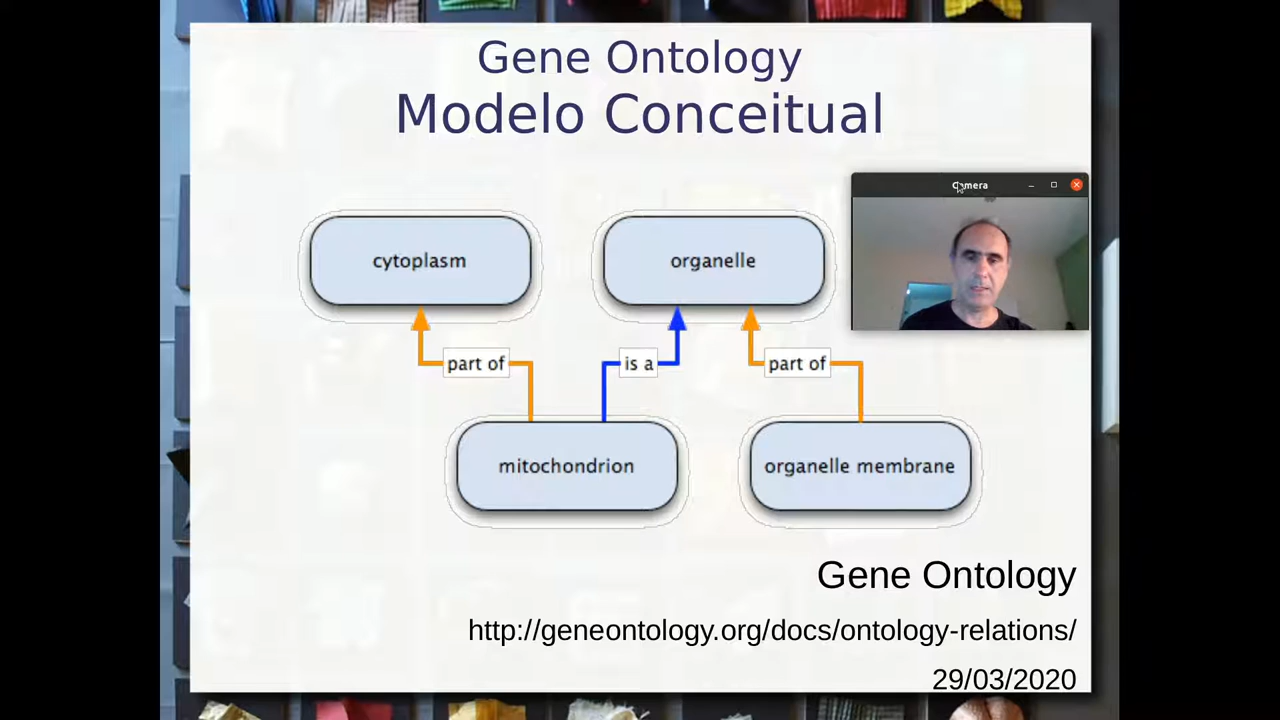 Gene Ontology
Modelo Conceitual
Camera
cytoplasm
organelle
part of
is a
part of
mitochondrion
organelle membrane
Gene Ontology
http://geneontology.org/docs/ontology-relations/
29/03/2020